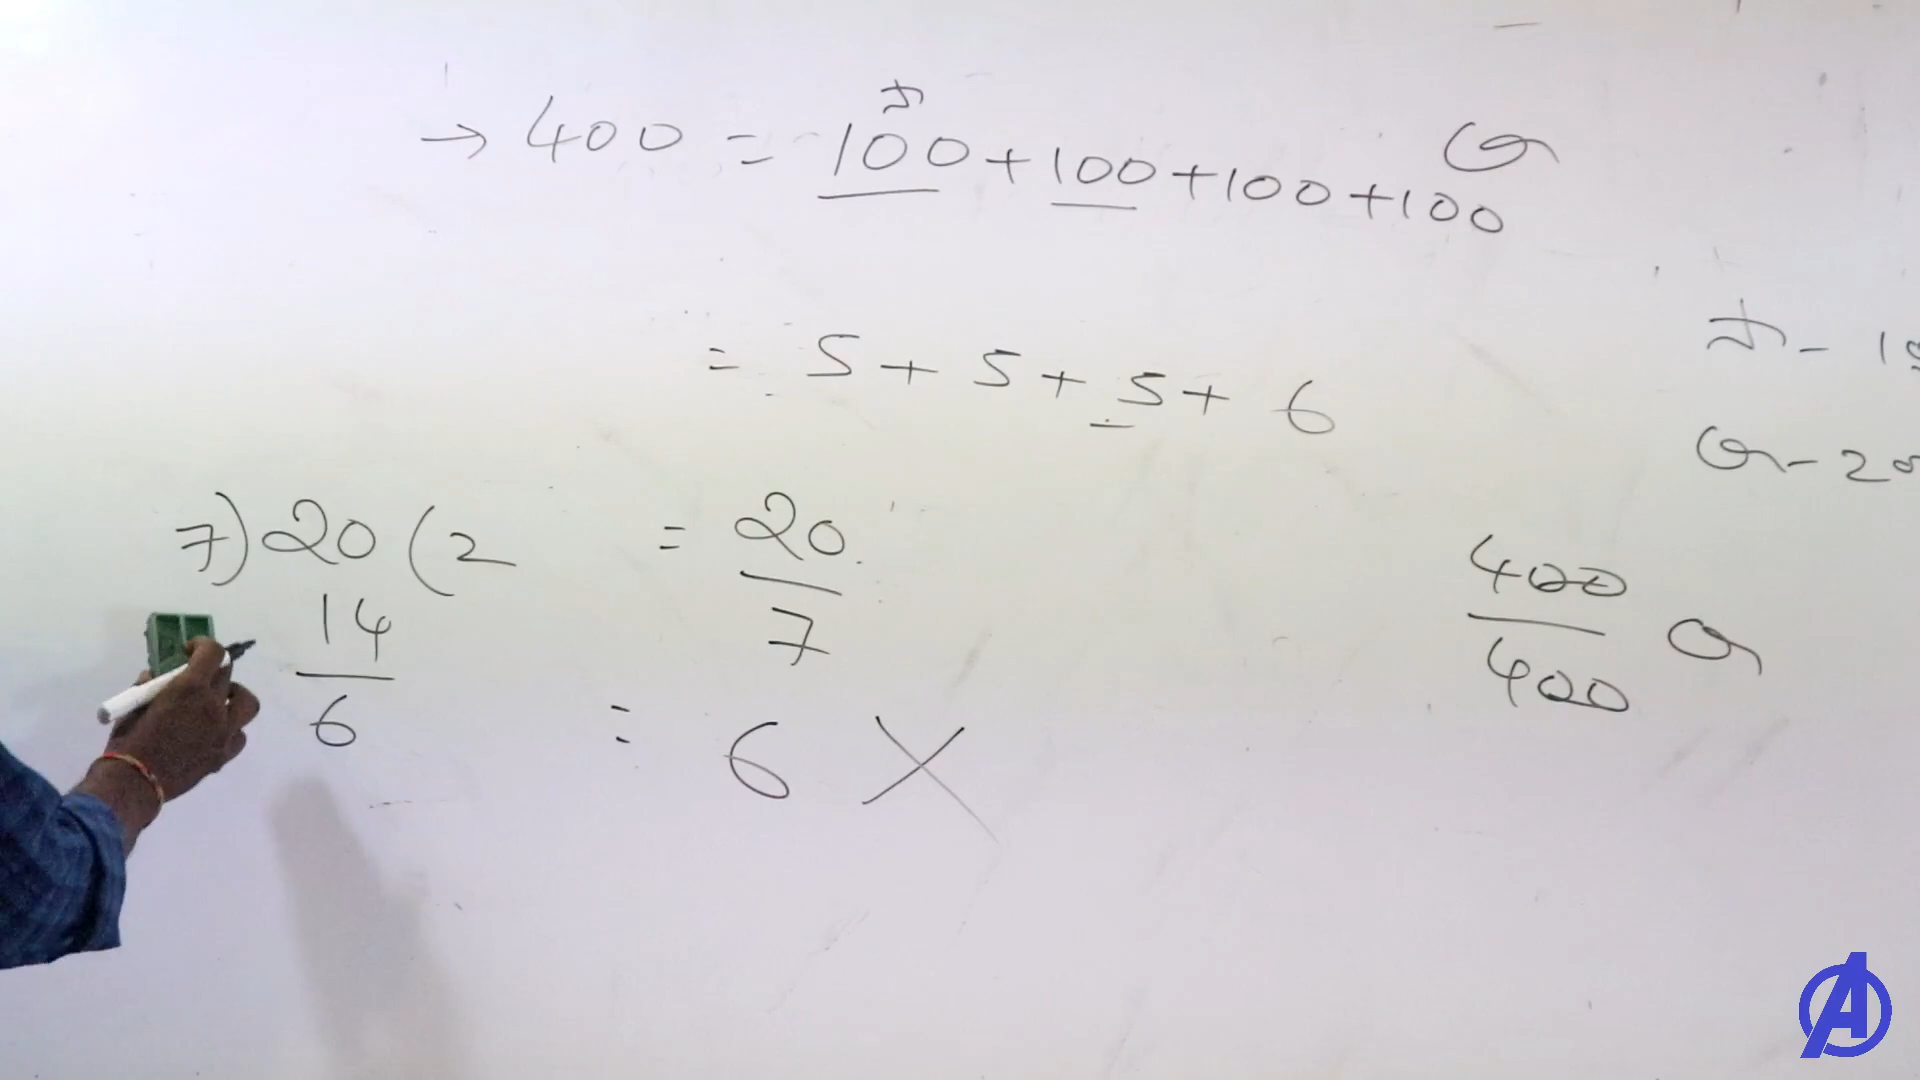 → 400 = 100 + 100 + 100 + 100
= 5 + 5 + 5 + 6
7) 20 ( 2
14
6
= 20
7
= 6 X
400
400